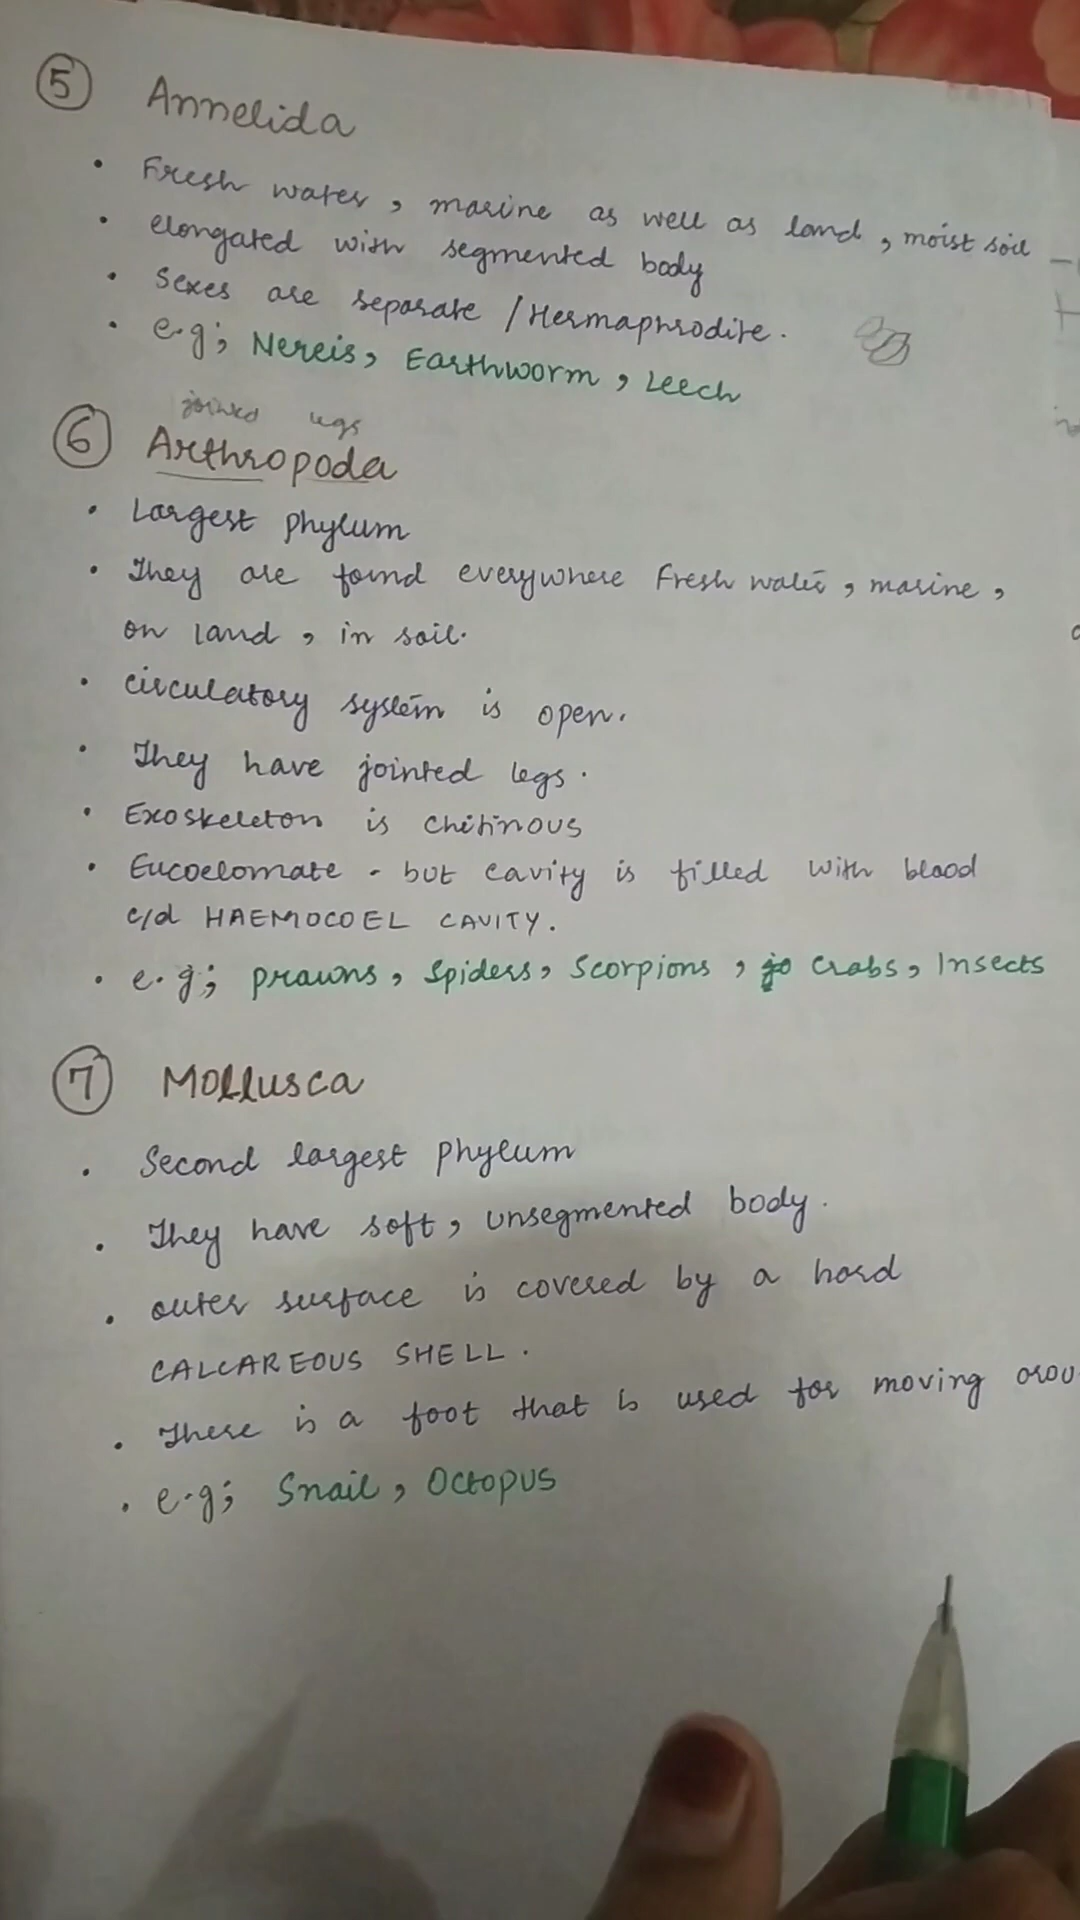 5 Annelida
• Fresh water, marine as well as land, moist soil
• elongated with segmented body
• Sexes are separate / Hermaphrodite.
• e.g; Nereis, Earthworm, Leech
joined legs
6 Arthropoda
• Largest phylum
• They are found everywhere Fresh water, marine,
on land, in soil.
• circulatory system is open.
• They have jointed legs.
• Exoskeleton is chitinous
• Eucoelomate - but cavity is filled with blood
c/d HAEMOCOEL CAVITY.
• e.g; prawns, Spiders, Scorpions, Crabs, Insects
7 Mollusca
• Second largest phylum
• They have soft, unsegmented body.
• outer surface is covered by a hard
CALCAREOUS SHELL.
• There is a foot that is used for moving arou
• e.g; Snail, Octopus